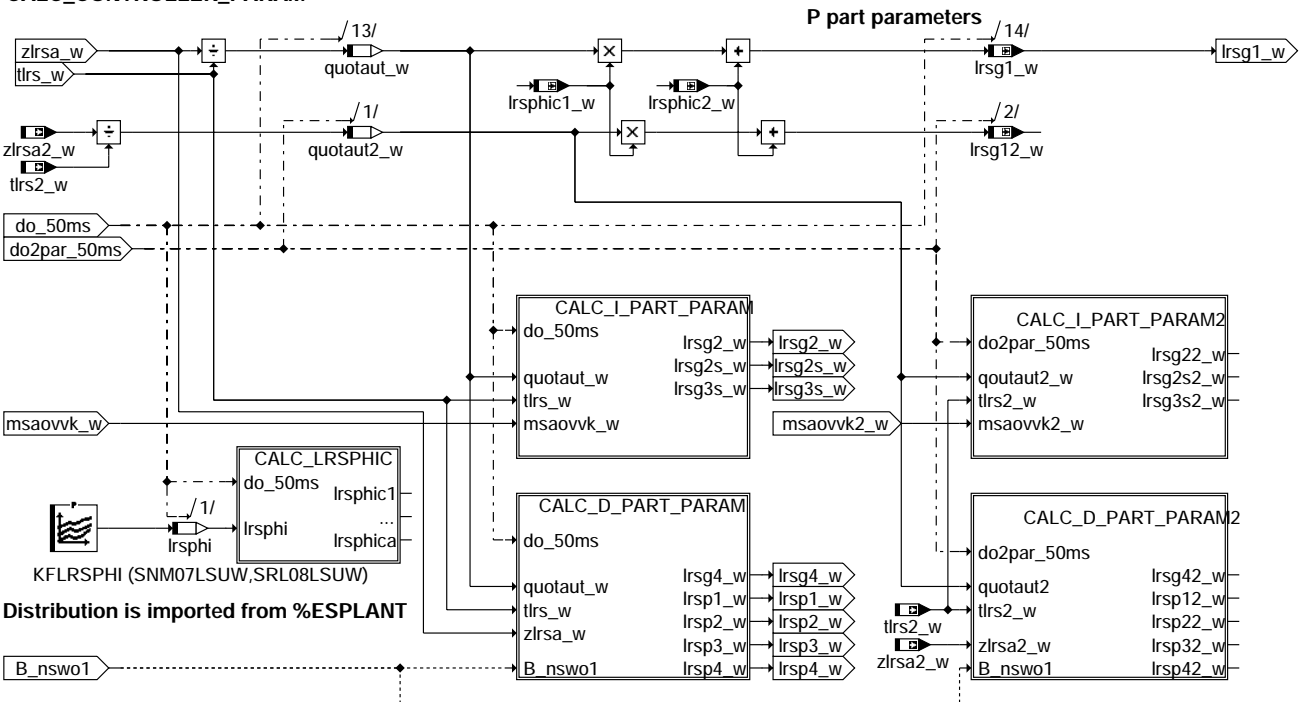 P part parameters
zlrsa_w
tlrs_w
13/
quotaut_w
14/
lrsg1_w
lrsg1_w
lrsphic1_w
lrsphic2_w
1/
quotaut2_w
2/
lrsg12_w
zlrsa2_w
tlrs2_w
do_50ms
do2par_50ms
CALC_I_PART_PARAM
do_50ms
quotaut_w
tlrs_w
msaovvk_w
lrsg2_w
lrsg2s_w
lrsg3s_w
lrsg2_w
lrsg2s_w
lrsg3s_w
msaovvk_w
msaovvk2_w
CALC_I_PART_PARAM2
do2par_50ms
qoutaut2_w
tlrs2_w
msaovvk2_w
lrsg22_w
lrsg2s2_w
lrsg3s2_w
CALC_LRSPHIC
do_50ms
lrsphi
lrsphic1
...
lrsphica
P
1/
lrsphi
KFLRSPHI (SNM07LSUW,SRL08LSUW)
Distribution is imported from %ESPLANT
B_nswo1
CALC_D_PART_PARAM
do_50ms
quotaut_w
tlrs_w
zlrsa_w
B_nswo1
lrsg4_w
lrsp1_w
lrsp2_w
lrsp3_w
lrsp4_w
lrsg4_w
lrsp1_w
lrsp2_w
lrsp3_w
lrsp4_w
tlrs2_w
zlrsa2_w
CALC_D_PART_PARAM2
do2par_50ms
quotaut2
tlrs2_w
zlrsa2_w
B_nswo1
lrsg42_w
lrsp12_w
lrsp22_w
lrsp32_w
lrsp42_w